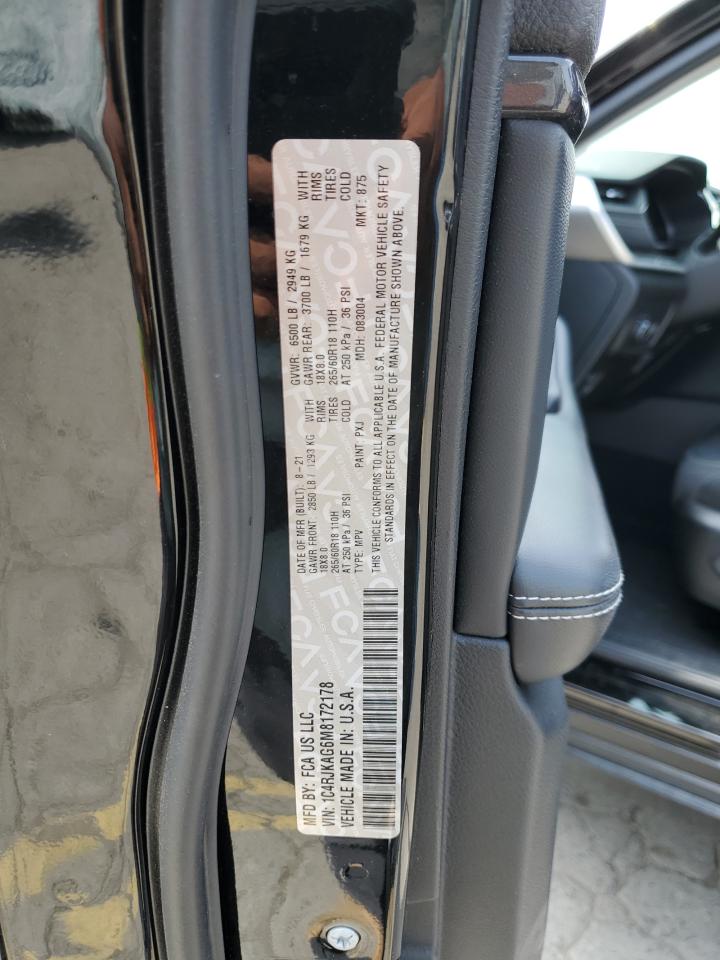 MFD BY: FCA US LLC
VIN: 1C4RJKAG6M8172178
VEHICLE MADE IN: U.S.A.
DATE OF MFR (BUILT): 8-21 GVWR: 6500 LB / 2949 KG
GAWR FRONT: 2850 LB / 1293 KG WITH GAWR REAR: 3700 LB / 1679 KG WITH
18X8.0 RIMS 18X8.0 RIMS
265/60R18 110H TIRES 265/60R18 110H TIRES
AT 250 kPa / 36 PSI COLD AT 250 kPa / 36 PSI COLD
TYPE: MPV PAINT: PXJ MDH: 083004 MKT: 875
THIS VEHICLE CONFORMS TO ALL APPLICABLE U.S.A. FEDERAL MOTOR VEHICLE SAFETY
STANDARDS IN EFFECT ON THE DATE OF MANUFACTURE SHOWN ABOVE.